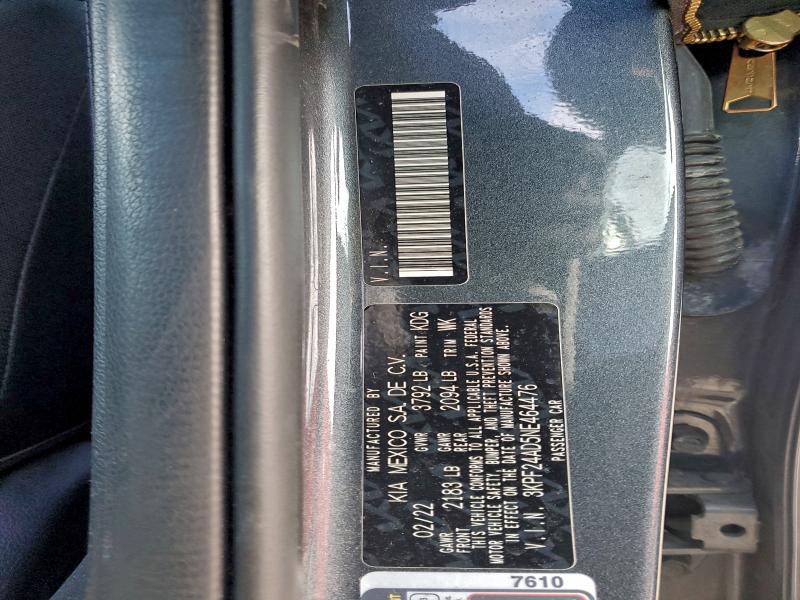 V.I.N.
MANUFACTURED BY
KIA MEXICO S.A. DE C.V.
02/22 GVWR 3792 LB PAINT KDG
GAWR FRONT 2183 LB GAWR REAR 2094 LB TRIM WK
THIS VEHICLE CONFORMS TO ALL APPLICABLE U.S.A. FEDERAL
MOTOR VEHICLE SAFETY, BUMPER, AND THEFT PREVENTION STANDARDS
IN EFFECT ON THE DATE OF MANUFACTURE SHOWN ABOVE.
V.I.N. 3KPF24AD5NE464476
PASSENGER CAR
7610